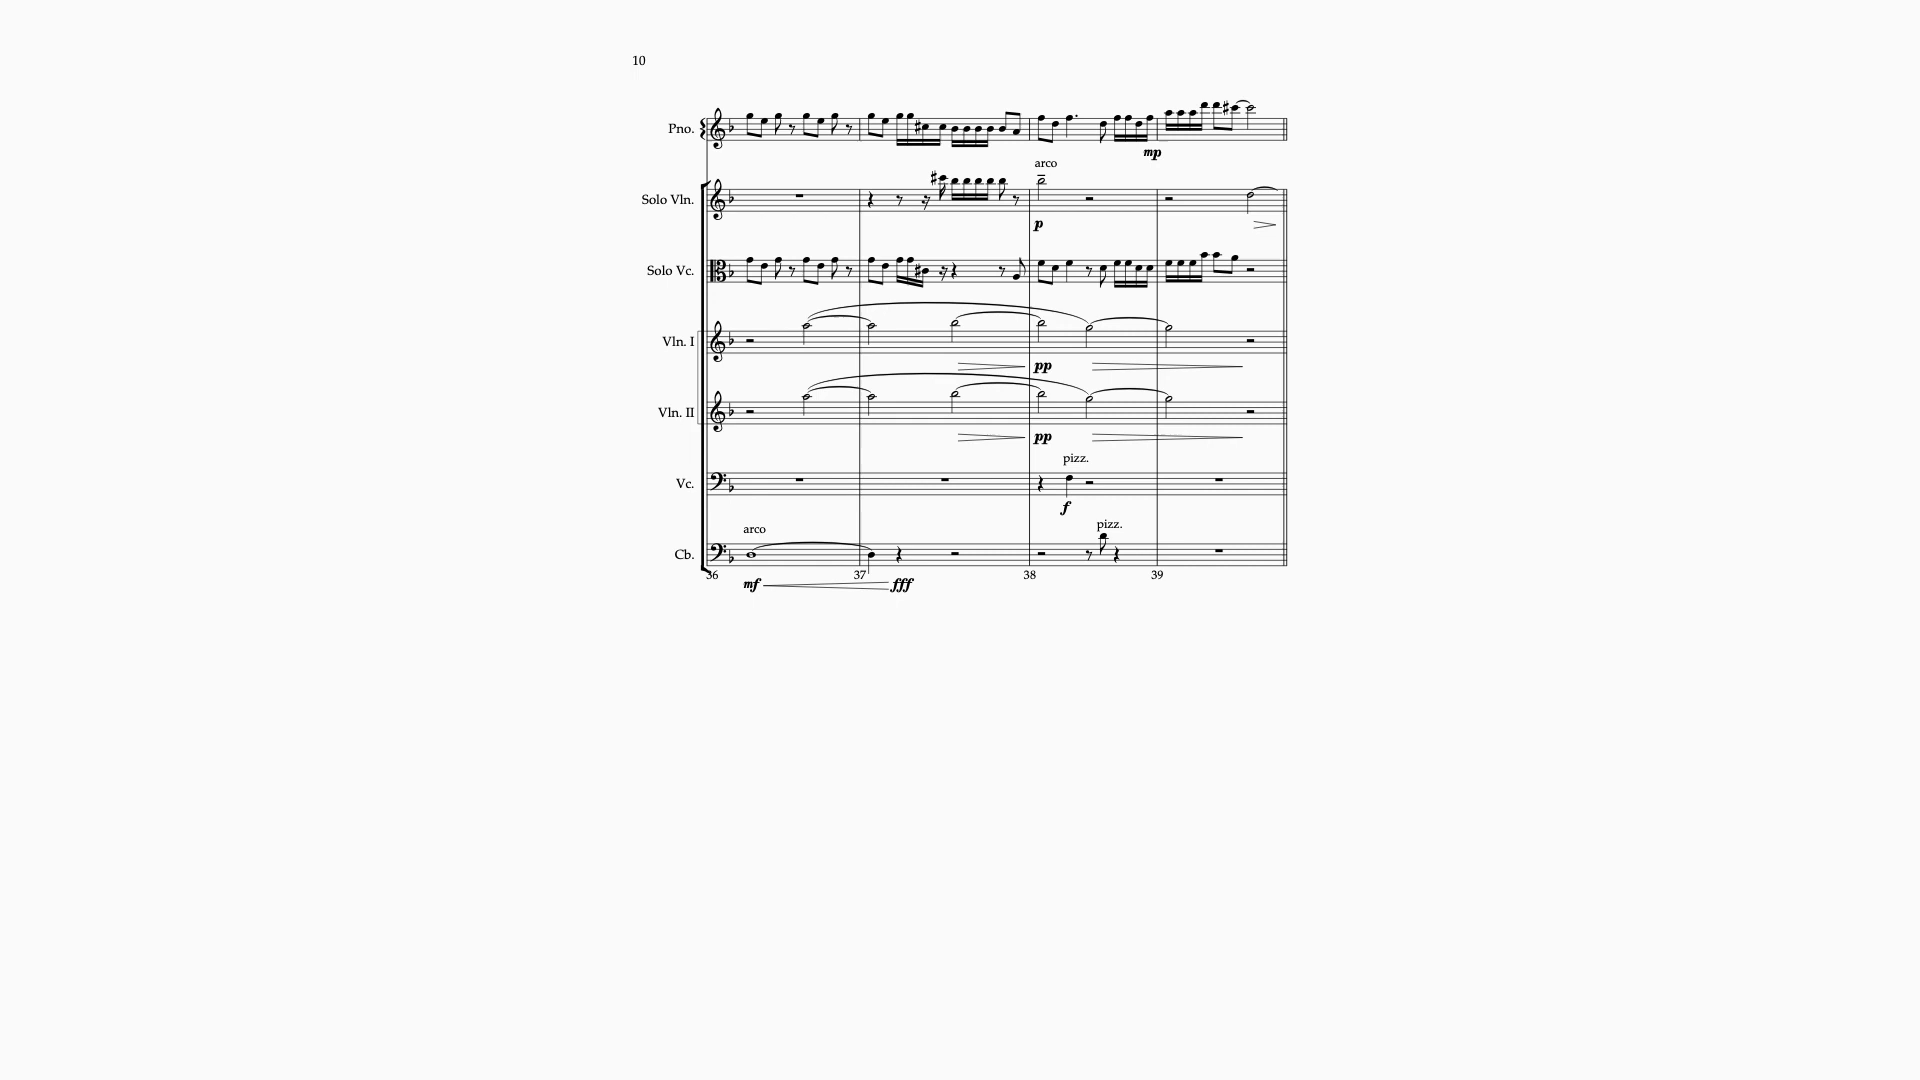 10
Pno.
mp
arco
Solo Vln.
p
Solo Vc.
Vln. I
pp
Vln. II
pp
pizz.
Vc.
f
arco
pizz.
Cb.
36 37 38 39
mf fff